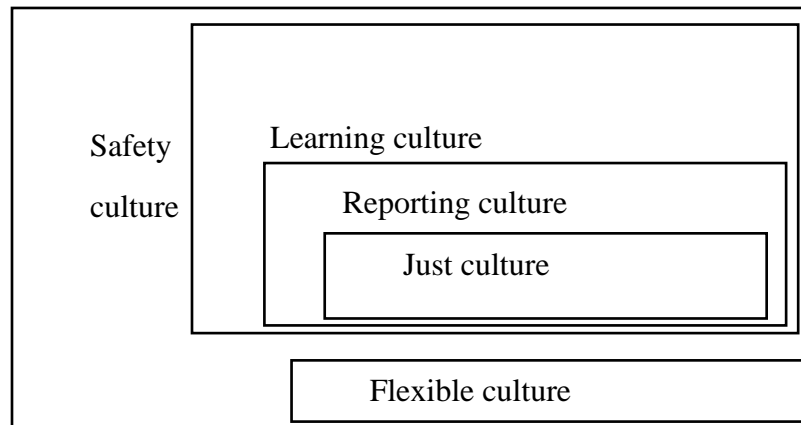 Safety
culture
Learning culture
Reporting culture
Just culture
Flexible culture